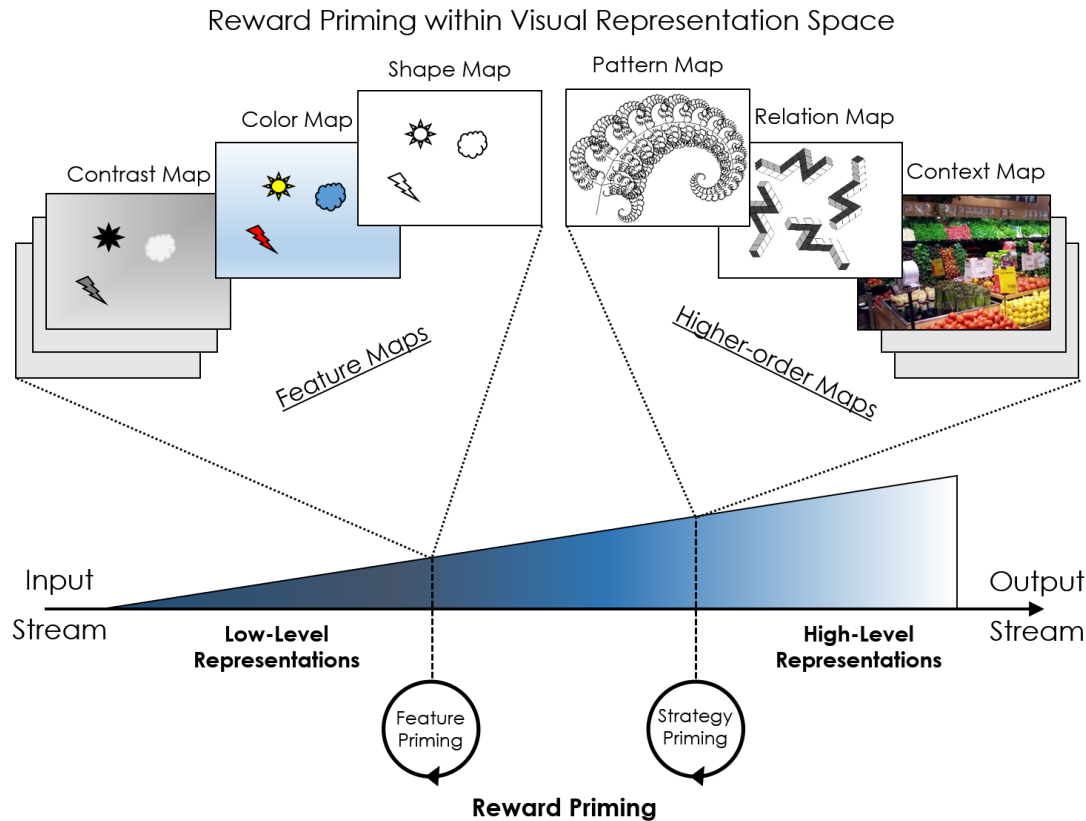 Reward Priming within Visual Representation Space
Shape Map
Pattern Map
Color Map
Relation Map
Contrast Map
Context Map
Feature Maps
Higher-order Maps
Input
Stream
Output
Stream
Low-Level
Representations
High-Level
Representations
Feature
Priming
Strategy
Priming
Reward Priming